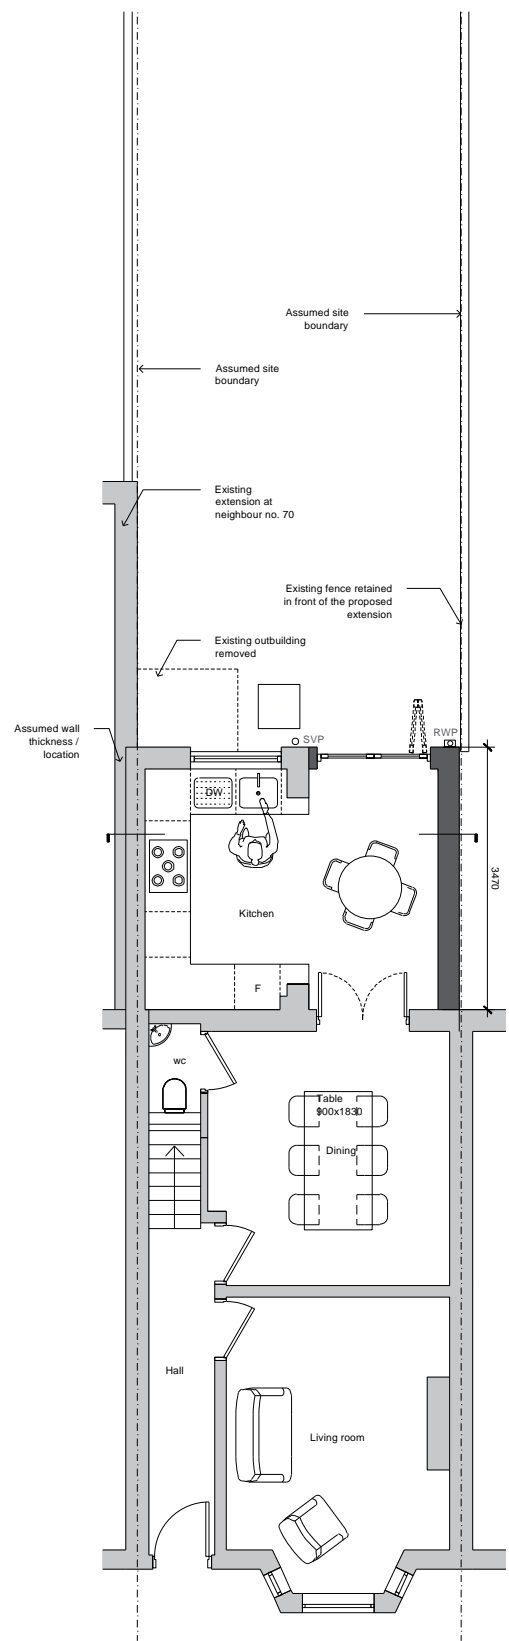 Assumed site
boundary
Assumed site
boundary
Existing
extension at
neighbour no. 70
Existing fence retained
in front of the proposed
extension
Existing outbuilding
removed
Assumed wall
thickness /
location
SVP
RWP
DW
3470
Kitchen
F
wc
Table
900x1830
Dining
Hall
Living room